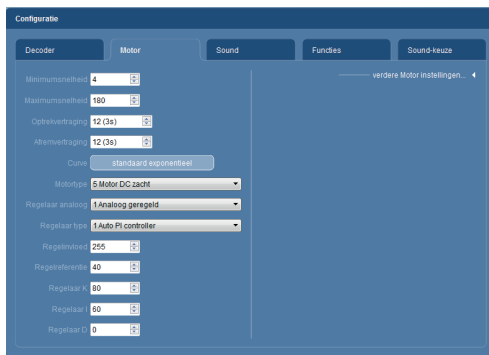 Configuratie
Decoder Motor Sound Functies Sound-keuze
verdere Motor instellingen...
Minimumsnelheid 4
Maximumsnelheid 180
Optrekvertraging 12 (3s)
Afremvertraging 12 (3s)
Curve standaard exponentieel
Motortype 5 Motor DC zacht
Regelaar analoog 1 Analoog geregeld
Regelaar type 1 Auto PI controller
Regelinvloed 255
Regelreferentie 40
Regelaar K 80
Regelaar I 60
Regelaar D 0